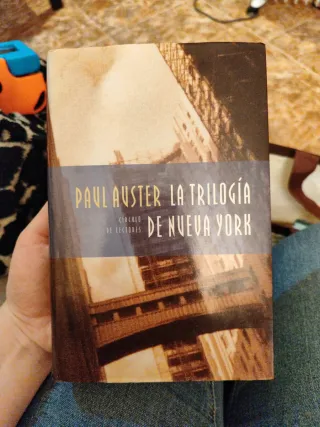 PAUL AUSTER LA TRILOGÍA
CÍRCULO
DE LECTORES
DE NUEVA YORK